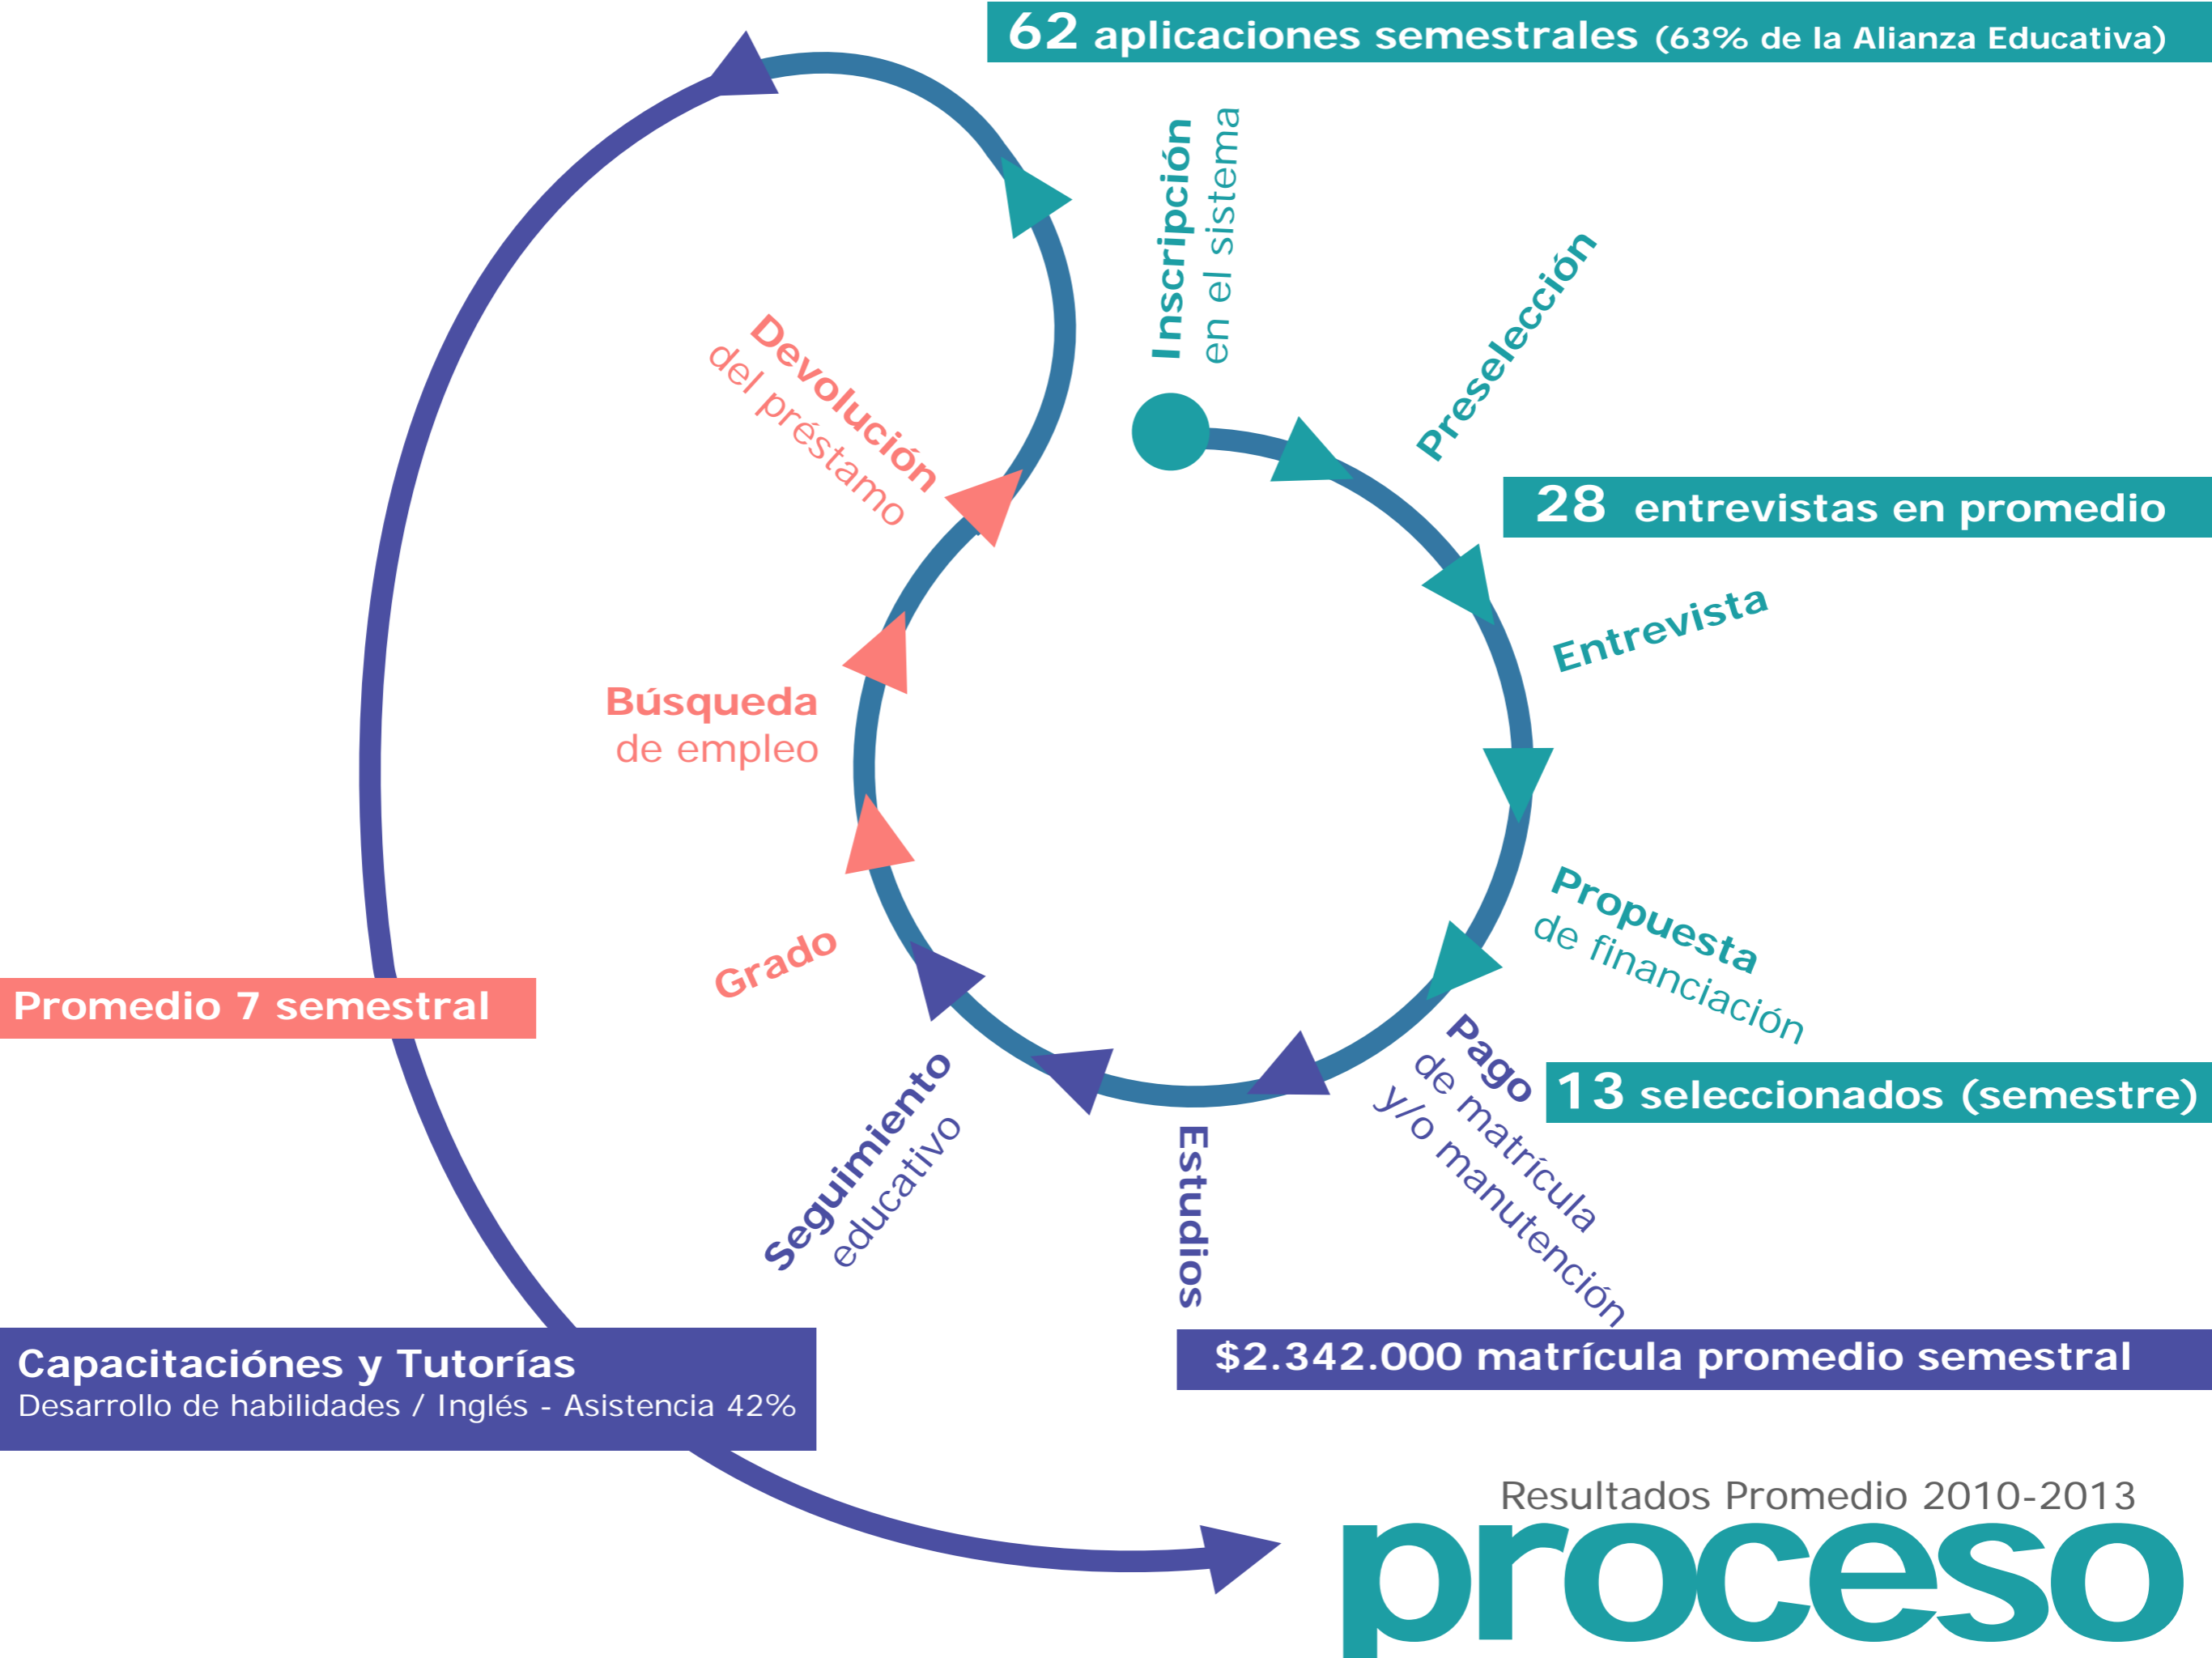 62 aplicaciones semestrales (63% de la Alianza Educativa)
Inscripción
en el sistema
Preselección
28 entrevistas en promedio
Entrevista
Propuesta
de financiación
13 seleccionados (semestre)
Pago
de matrícula
y/o manutención
$2.342.000 matrícula promedio semestral
Estudios
Seguimiento
educativo
Grado
Búsqueda
de empleo
Devolución
del préstamo
Promedio 7 semestral
Capacitaciónes y Tutorías
Desarrollo de habilidades / Inglés - Asistencia 42%
Resultados Promedio 2010-2013
proceso